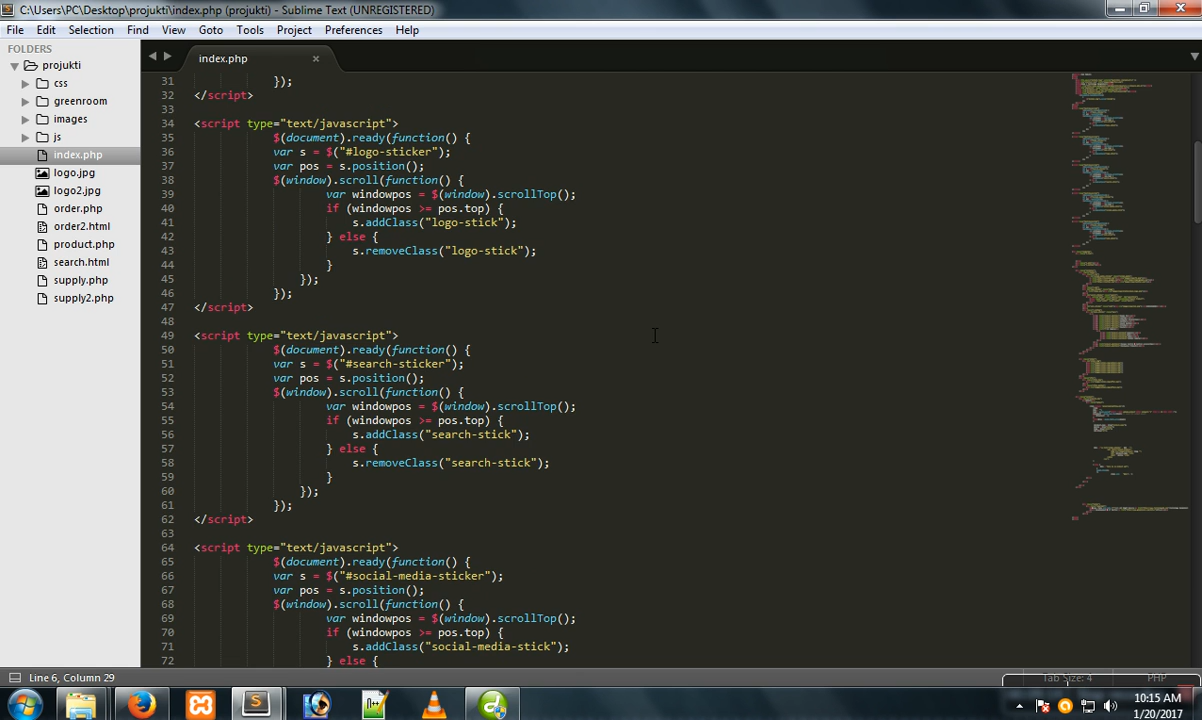 C:\Users\PC\Desktop\projukti\index.php (projukti) - Sublime Text (UNREGISTERED)
File Edit Selection Find View Goto Tools Project Preferences Help
FOLDERS
projukti
css
greenroom
images
js
index.php
logo.jpg
logo2.jpg
order.php
order2.html
product.php
search.html
supply.php
supply2.php
index.php
31 });
32 </script>
33
34 <script type="text/javascript">
35 $(document).ready(function() {
36 var s = $("#logo-sticker");
37 var pos = s.position();
38 $(window).scroll(function() {
39 var windowpos = $(window).scrollTop();
40 if (windowpos >= pos.top) {
41 s.addClass("logo-stick");
42 } else {
43 s.removeClass("logo-stick");
44 }
45 });
46 });
47 </script>
48
49 <script type="text/javascript">
50 $(document).ready(function() {
51 var s = $("#search-sticker");
52 var pos = s.position();
53 $(window).scroll(function() {
54 var windowpos = $(window).scrollTop();
55 if (windowpos >= pos.top) {
56 s.addClass("search-stick");
57 } else {
58 s.removeClass("search-stick");
59 }
60 });
61 });
62 </script>
63
64 <script type="text/javascript">
65 $(document).ready(function() {
66 var s = $("#social-media-sticker");
67 var pos = s.position();
68 $(window).scroll(function() {
69 var windowpos = $(window).scrollTop();
70 if (windowpos >= pos.top) {
71 s.addClass("social-media-stick");
72 } else {
Line 6, Column 29
Tab Size: 4 PHP
10:15 AM
1/20/2017